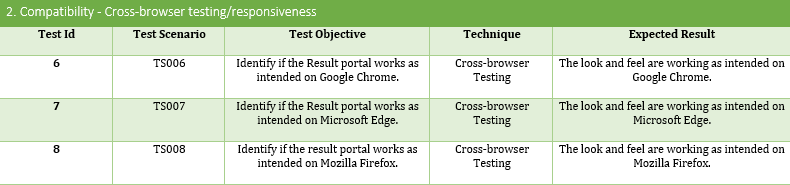 2. Compatibility - Cross-browser testing/responsiveness
Test Id Test Scenario Test Objective Technique Expected Result
6 TS006 Identify if the Result portal works as intended on Google Chrome. Cross-browser Testing The look and feel are working as intended on Google Chrome.
7 TS007 Identify if the Result portal works as intended on Microsoft Edge. Cross-browser Testing The look and feel are working as intended on Microsoft Edge.
8 TS008 Identify if the result portal works as intended on Mozilla Firefox. Cross-browser Testing The look and feel are working as intended on Mozilla Firefox.